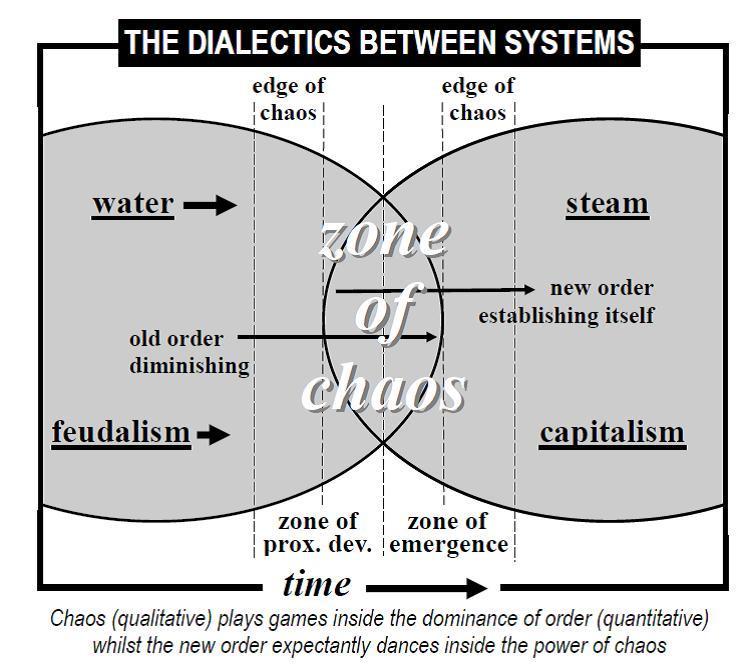 THE DIALECTICS BETWEEN SYSTEMS
edge of
chaos
edge of
chaos
water
steam
zone
of
chaos
new order
establishing itself
old order
diminishing
feudalism
capitalism
zone of
prox. dev.
zone of
emergence
time
Chaos (qualitative) plays games inside the dominance of order (quantitative)
whilst the new order expectantly dances inside the power of chaos